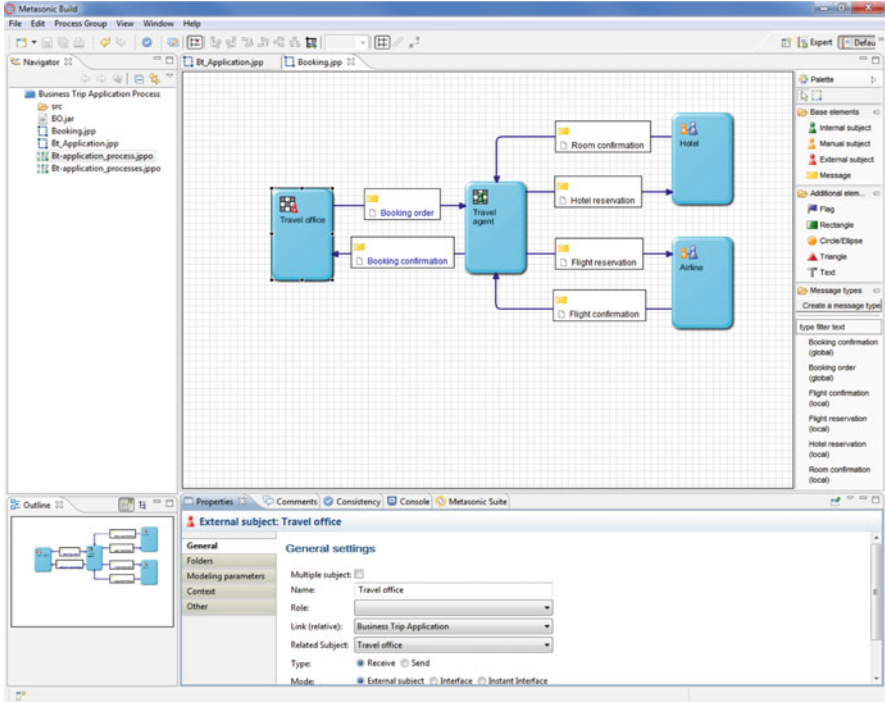 Metasonic Build
File Edit Process Group View Window Help
Expert Defau
Navigator
Bt_Application.jpp
Booking.jpp
Business Trip Application Process
src
BO.jar
Booking.jpp
Bt_Application.jpp
Bt-application_process.jppo
Bt-application_processes.jppo
Room confirmation
Hotel
Travel office
Booking order
Travel
agent
Hotel reservation
Booking confirmation
Flight reservation
Airline
Flight confirmation
Palette
Base elements
Internal subject
Manual subject
External subject
Message
Additional elem...
Flag
Rectangle
Circle/Ellipse
Triangle
Text
Message types
Create a message type
type filter text
Booking confirmation
(global)
Booking order
(global)
Flight confirmation
(local)
Flight reservation
(local)
Hotel reservation
(local)
Room confirmation
(local)
Outline
Properties Comments Consistency Console Metasonic Suite
External subject: Travel office
General
Folders
Modeling parameters
Context
Other
General settings
Multiple subject:
Name: Travel office
Role:
Link (relative): Business Trip Application
Related Subject: Travel office
Type: Receive Send
Mode: External subject Interface Instant Interface